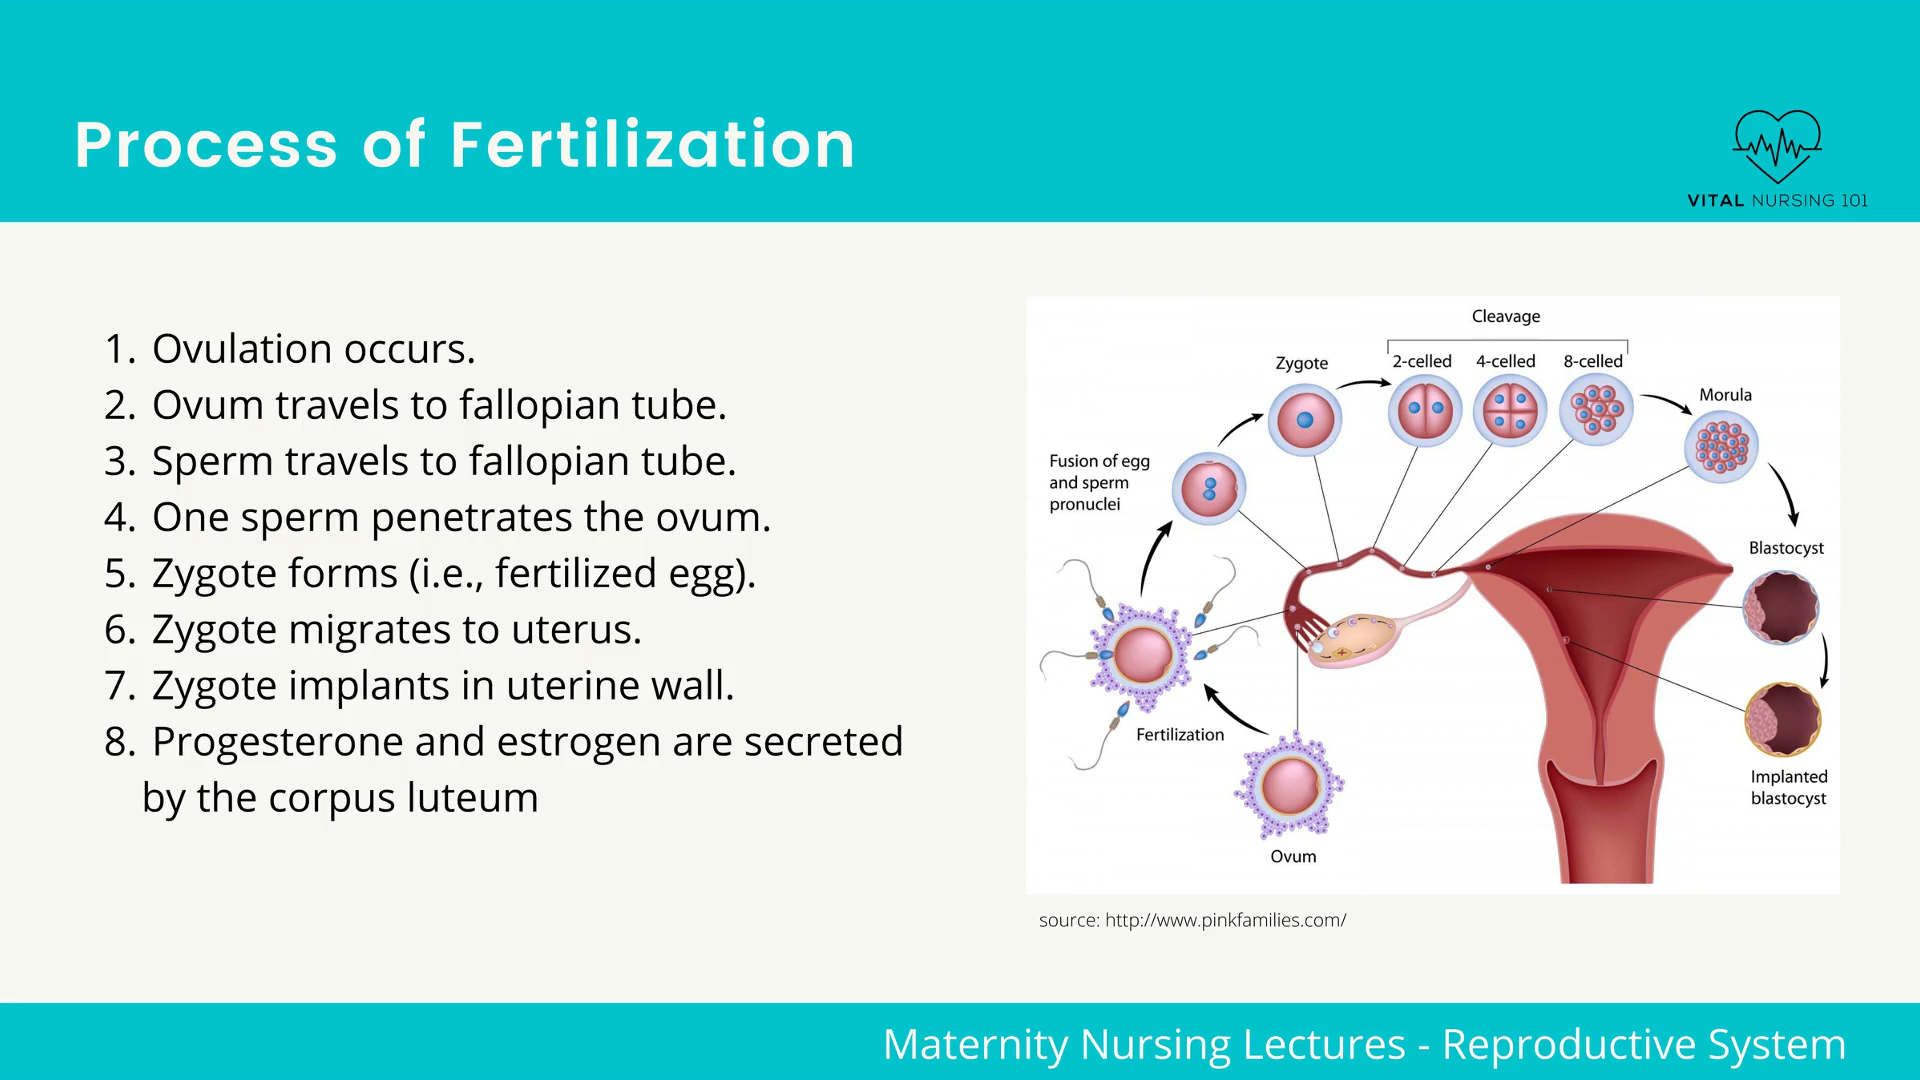 Process of Fertilization
VITAL NURSING 101
1. Ovulation occurs.
2. Ovum travels to fallopian tube.
3. Sperm travels to fallopian tube.
4. One sperm penetrates the ovum.
5. Zygote forms (i.e., fertilized egg).
6. Zygote migrates to uterus.
7. Zygote implants in uterine wall.
8. Progesterone and estrogen are secreted
by the corpus luteum
Cleavage
Zygote
2-celled
4-celled
8-celled
Morula
Fusion of egg
and sperm
pronuclei
Blastocyst
Fertilization
Implanted
blastocyst
Ovum
source: http://www.pinkfamilies.com/
Maternity Nursing Lectures - Reproductive System